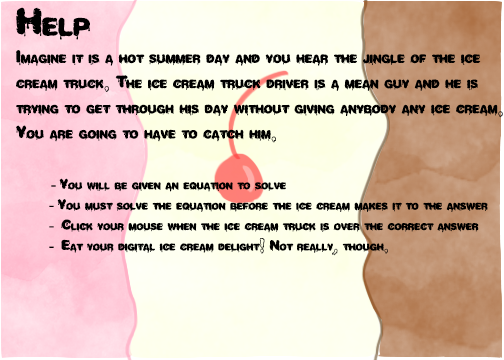 Help
Imagine it is a hot summer day and you hear the jingle of the ice
cream truck. The ice cream truck driver is a mean guy and he is
trying to get through his day without giving anybody any ice cream.
You are going to have to catch him.
- You will be given an equation to solve
- You must solve the equation before the ice cream makes it to the answer
- Click your mouse when the ice cream truck is over the correct answer
- Eat your digital ice cream delight! Not really, though.